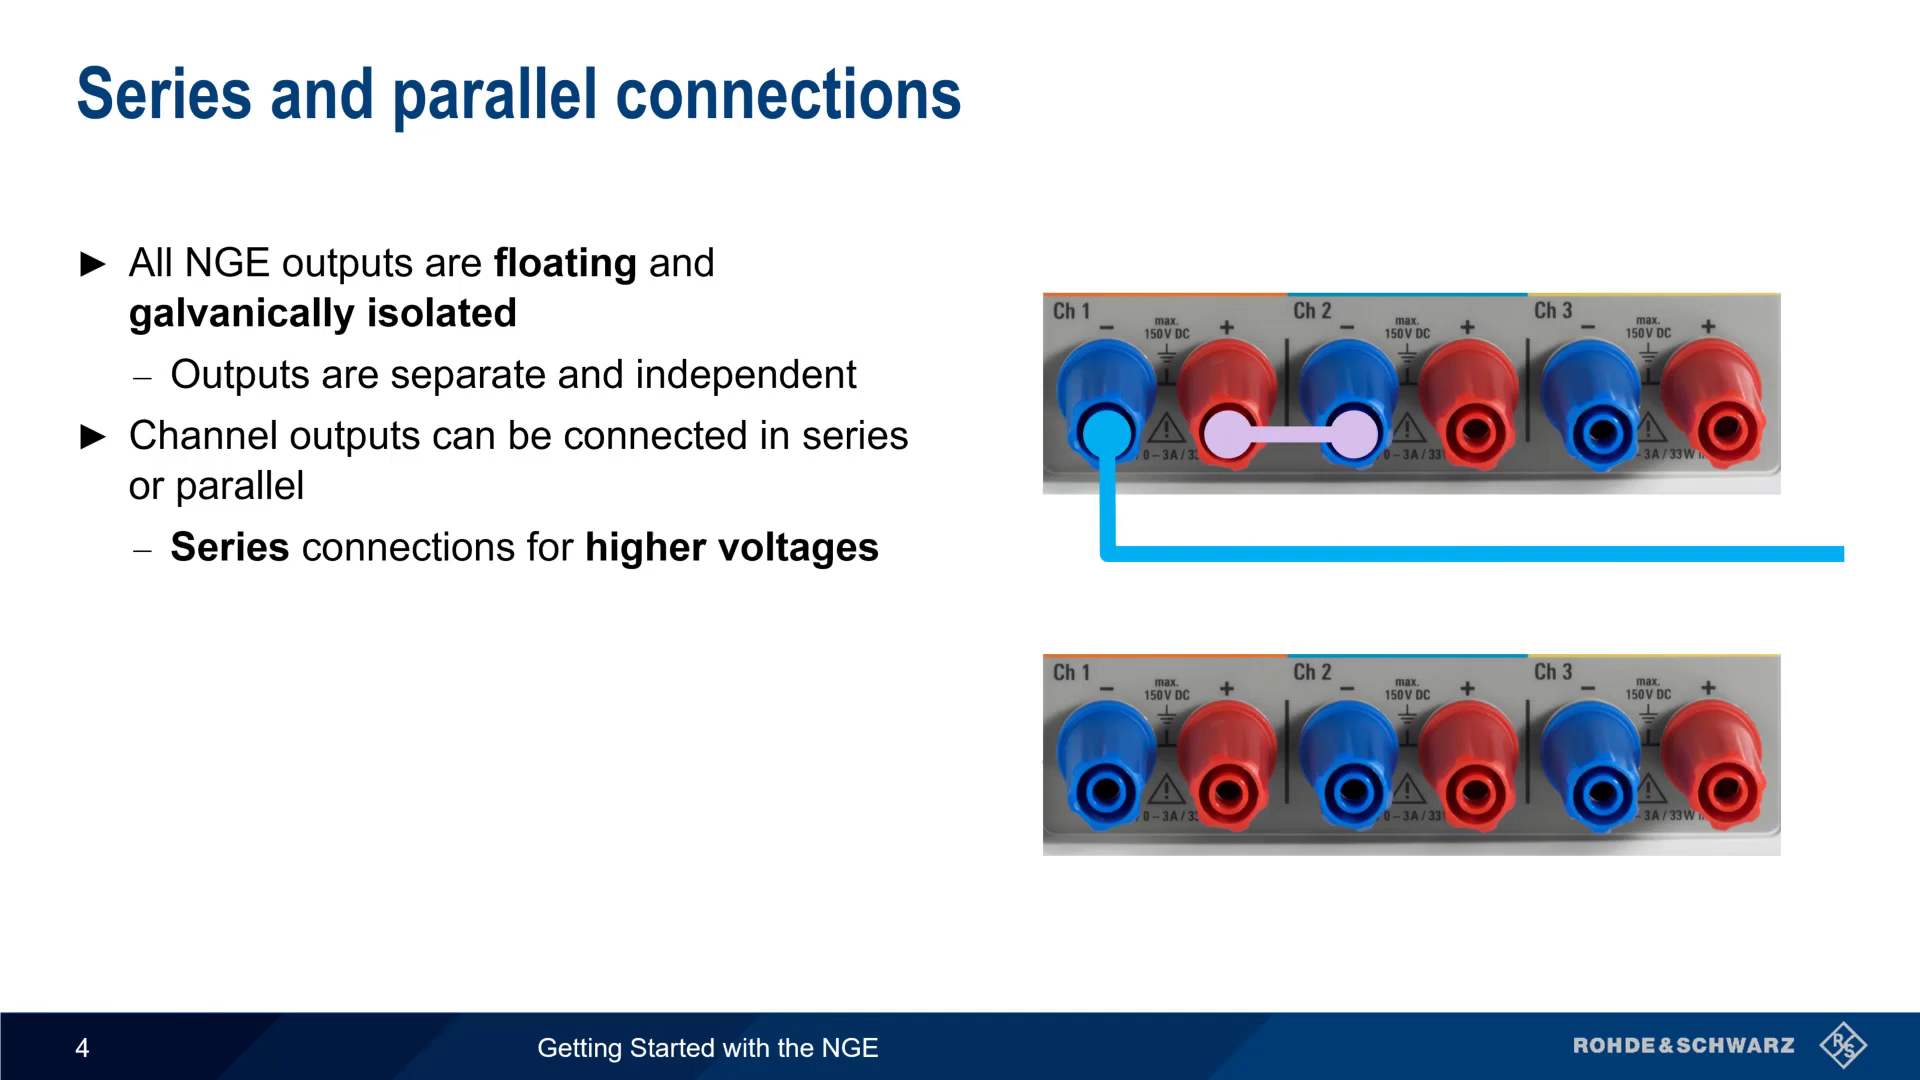 Series and parallel connections
► All NGE outputs are floating and
galvanically isolated
– Outputs are separate and independent
► Channel outputs can be connected in series
or parallel
– Series connections for higher voltages
Ch 1 Ch 2 Ch 3
– max. 150V DC + – max. 150V DC + – max. 150V DC +
0 – 3A / 33 0 – 3A / 33 – 3A / 33W
Ch 1 Ch 2 Ch 3
– max. 150V DC + – max. 150V DC + – max. 150V DC +
0 – 3A / 33 0 – 3A / 33 – 3A / 33W
4 Getting Started with the NGE ROHDE&SCHWARZ
R&S